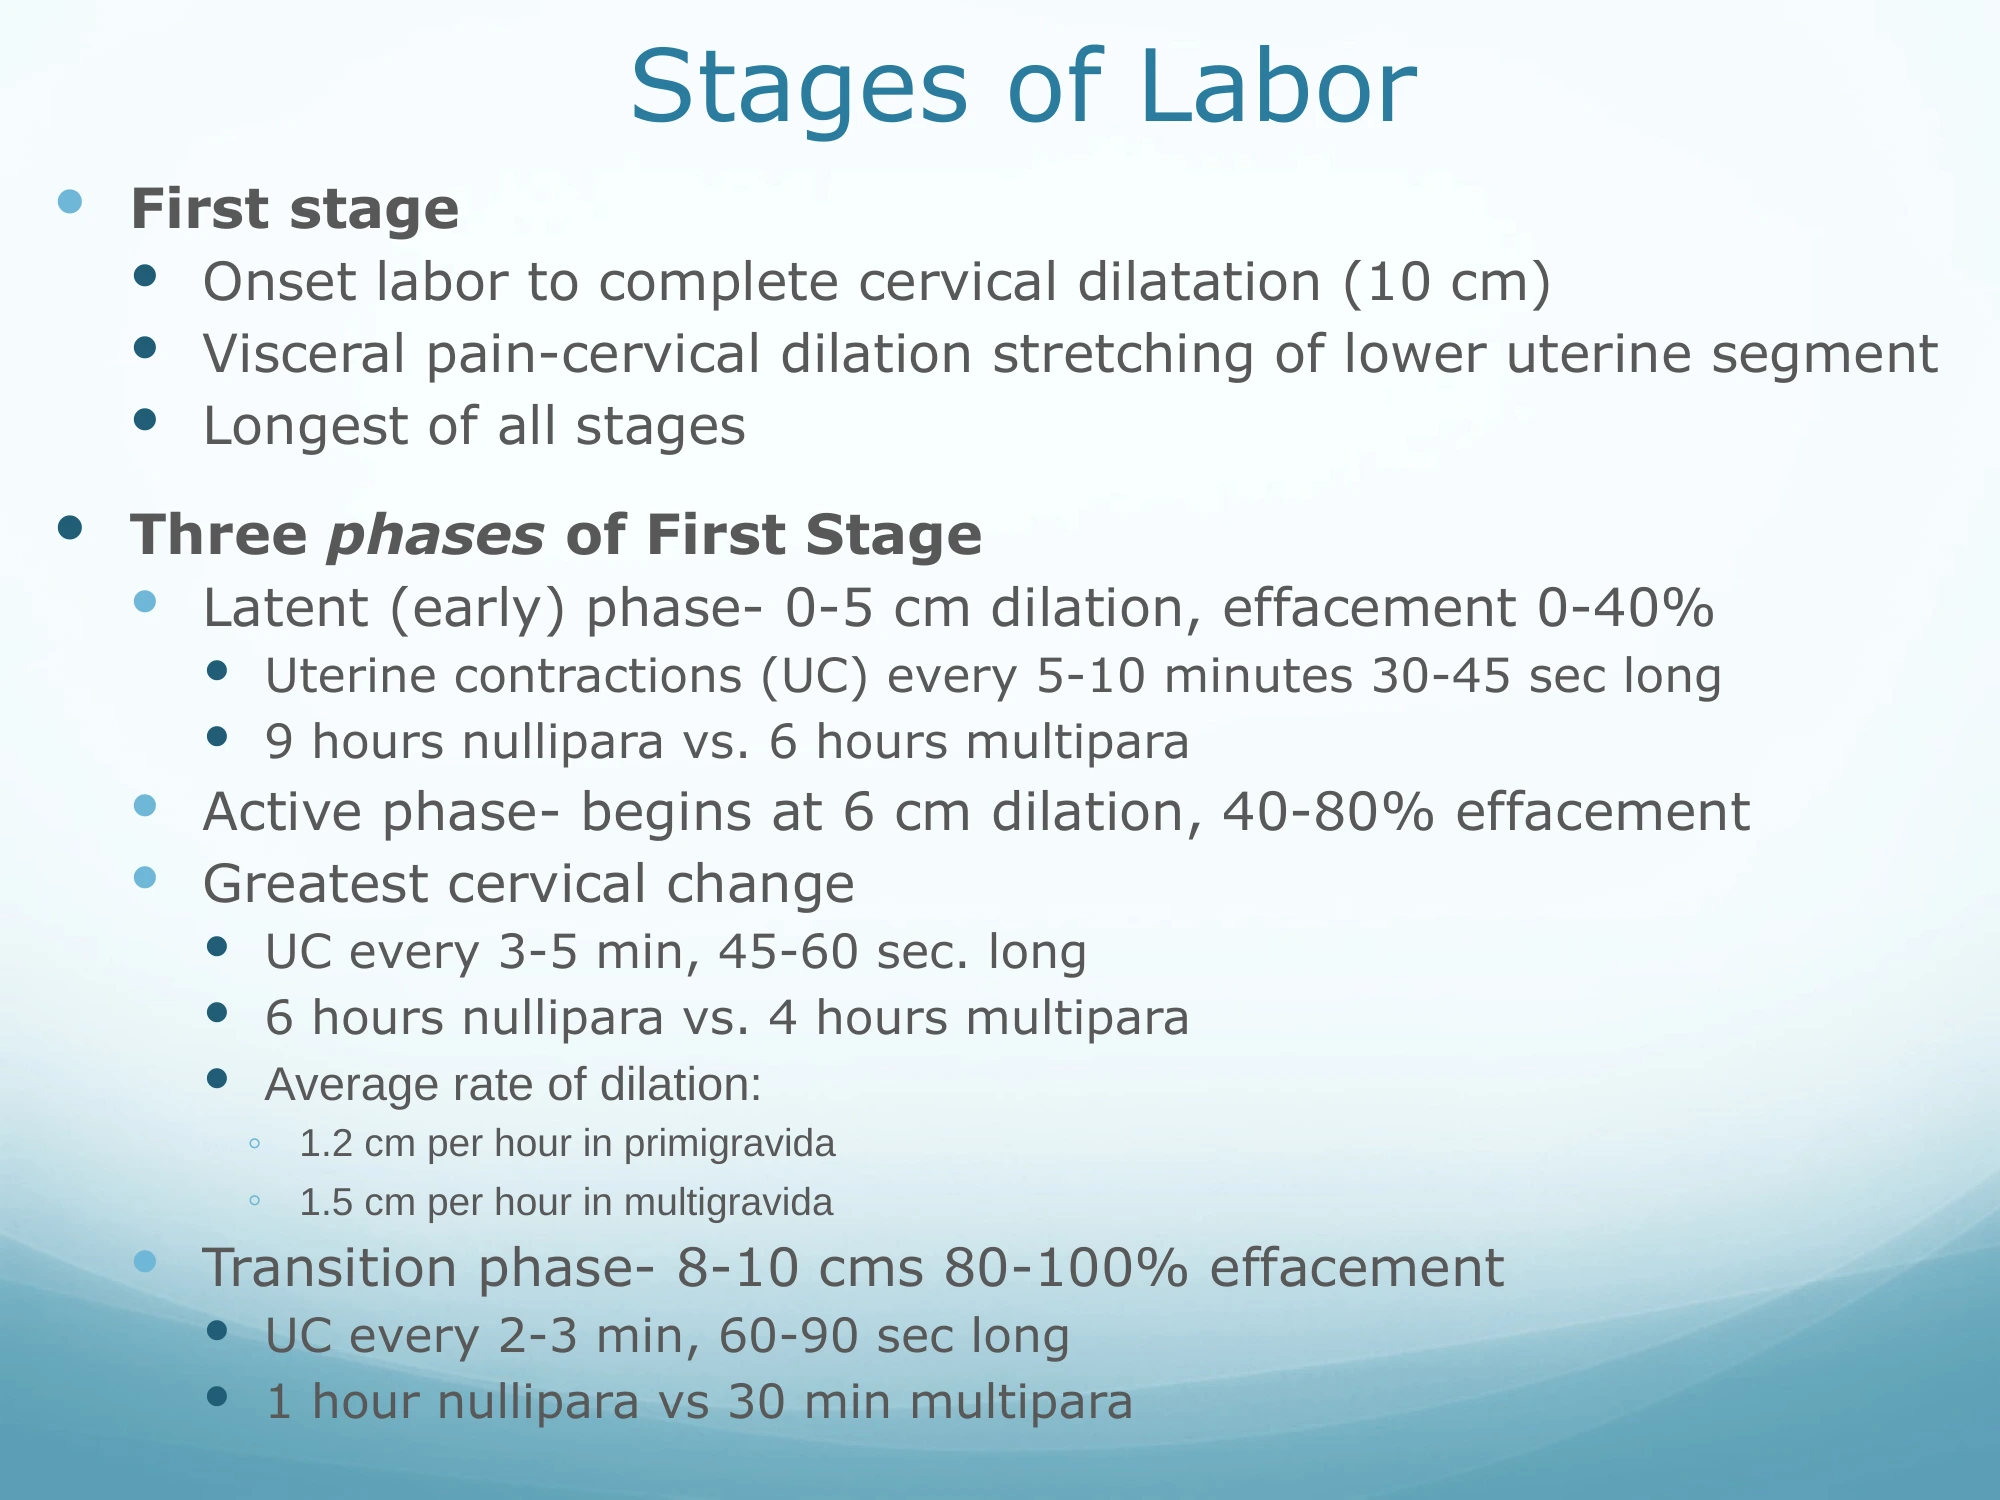 Stages of Labor
• First stage
• Onset labor to complete cervical dilatation (10 cm)
• Visceral pain-cervical dilation stretching of lower uterine segment
• Longest of all stages
• Three phases of First Stage
• Latent (early) phase- 0-5 cm dilation, effacement 0-40%
• Uterine contractions (UC) every 5-10 minutes 30-45 sec long
• 9 hours nullipara vs. 6 hours multipara
• Active phase- begins at 6 cm dilation, 40-80% effacement
• Greatest cervical change
• UC every 3-5 min, 45-60 sec. long
• 6 hours nullipara vs. 4 hours multipara
• Average rate of dilation:
◦ 1.2 cm per hour in primigravida
◦ 1.5 cm per hour in multigravida
• Transition phase- 8-10 cms 80-100% effacement
• UC every 2-3 min, 60-90 sec long
• 1 hour nullipara vs 30 min multipara